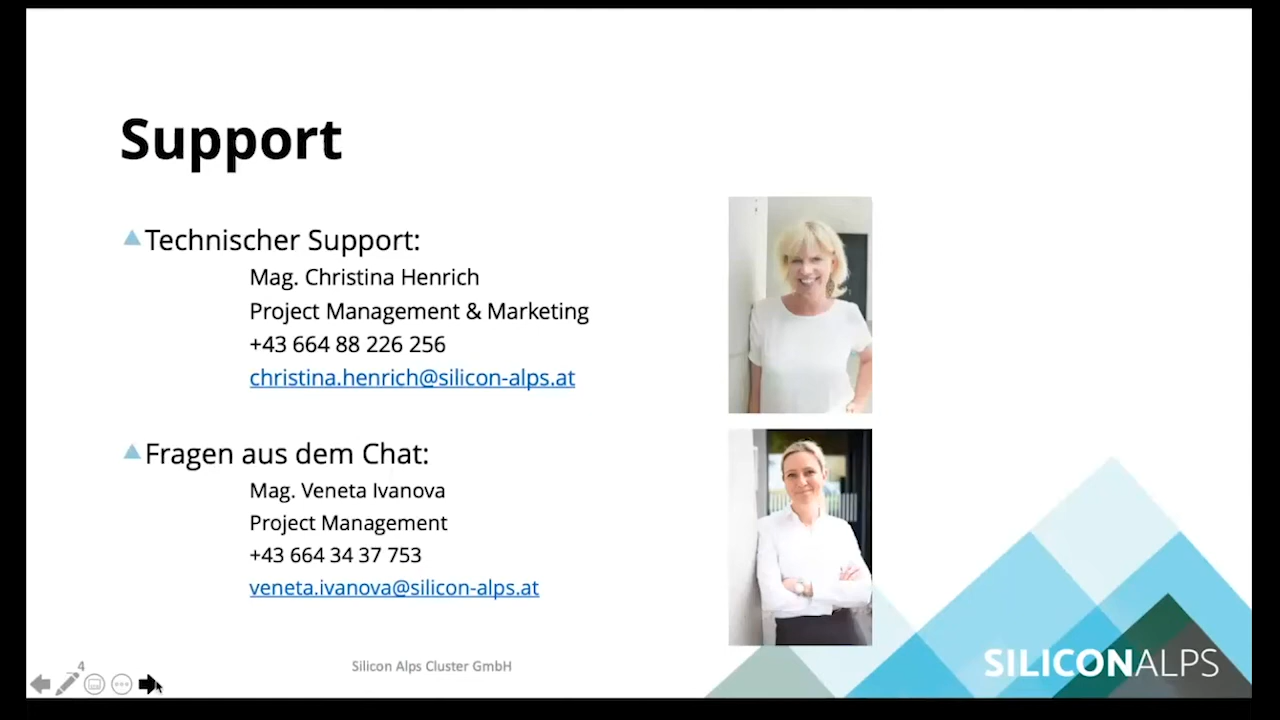 Support
Technischer Support:
Mag. Christina Henrich
Project Management & Marketing
+43 664 88 226 256
christina.henrich@silicon-alps.at
Fragen aus dem Chat:
Mag. Veneta Ivanova
Project Management
+43 664 34 37 753
veneta.ivanova@silicon-alps.at
4
Silicon Alps Cluster GmbH
SILICONALPS